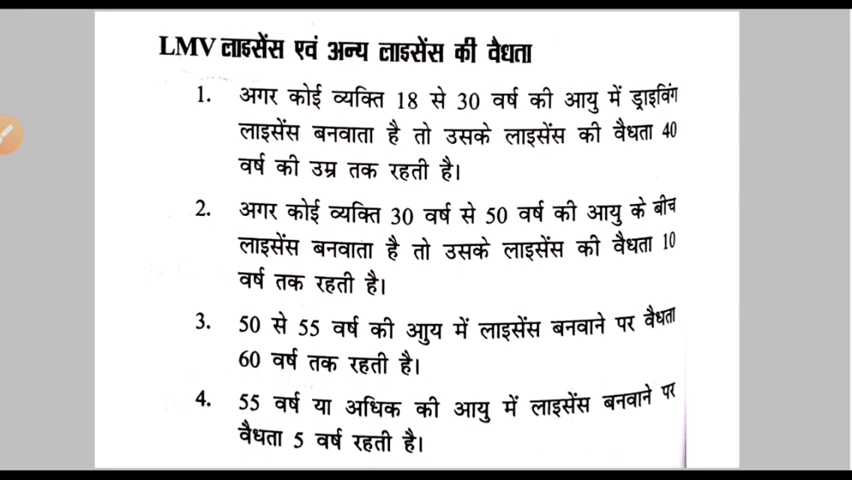 LMV लाइसेंस एवं अन्य लाइसेंस की वैधता
1. अगर कोई व्यक्ति 18 से 30 वर्ष की आयु में ड्राइविंग
लाइसेंस बनवाता है तो उसके लाइसेंस की वैधता 40
वर्ष की उम्र तक रहती है।
2. अगर कोई व्यक्ति 30 वर्ष से 50 वर्ष की आयु के बीच
लाइसेंस बनवाता है तो उसके लाइसेंस की वैधता 10
वर्ष तक रहती है।
3. 50 से 55 वर्ष की आुय में लाइसेंस बनवाने पर वैधता
60 वर्ष तक रहती है।
4. 55 वर्ष या अधिक की आयु में लाइसेंस बनवाने पर
वैधता 5 वर्ष रहती है।